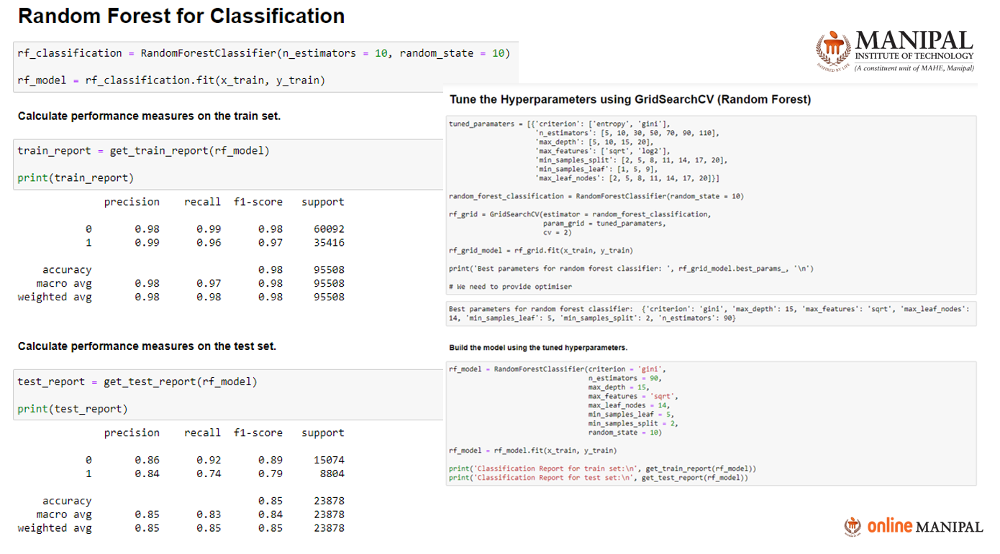 Random Forest for Classification
rf_classification = RandomForestClassifier(n_estimators = 10, random_state = 10)
rf_model = rf_classification.fit(x_train, y_train)
Calculate performance measures on the train set.
train_report = get_train_report(rf_model)
print(train_report)
precision recall f1-score support
0 0.98 0.99 0.98 60092
1 0.99 0.96 0.97 35416
accuracy 0.98 95508
macro avg 0.98 0.97 0.98 95508
weighted avg 0.98 0.98 0.98 95508
Calculate performance measures on the test set.
test_report = get_test_report(rf_model)
print(test_report)
precision recall f1-score support
0 0.86 0.92 0.89 15074
1 0.84 0.74 0.79 8804
accuracy 0.85 23878
macro avg 0.85 0.83 0.84 23878
weighted avg 0.85 0.85 0.85 23878
MANIPAL
INSTITUTE OF TECHNOLOGY
(A constituent unit of MAHE, Manipal)
INSPIRED BY LIFE
Tune the Hyperparameters using GridSearchCV (Random Forest)
tuned_paramaters = [{'criterion': ['entropy', 'gini'],
'n_estimators': [5, 10, 30, 50, 70, 90, 110],
'max_depth': [5, 10, 15, 20],
'max_features': ['sqrt', 'log2'],
'min_samples_split': [2, 5, 8, 11, 14, 17, 20],
'min_samples_leaf': [1, 5, 9],
'max_leaf_nodes': [2, 5, 8, 11, 14, 17, 20]}]
random_forest_classification = RandomForestClassifier(random_state = 10)
rf_grid = GridSearchCV(estimator = random_forest_classification,
param_grid = tuned_paramaters,
cv = 2)
rf_grid_model = rf_grid.fit(x_train, y_train)
print('Best parameters for random forest classifier: ', rf_grid_model.best_params_, '\n')
# We need to provide optimiser
Best parameters for random forest classifier:  {'criterion': 'gini', 'max_depth': 15, 'max_features': 'sqrt', 'max_leaf_nodes':
14, 'min_samples_leaf': 5, 'min_samples_split': 2, 'n_estimators': 90}
Build the model using the tuned hyperparameters.
rf_model = RandomForestClassifier(criterion = 'gini',
n_estimators = 90,
max_depth = 15,
max_features = 'sqrt',
max_leaf_nodes = 14,
min_samples_leaf = 5,
min_samples_split = 2,
random_state = 10)
rf_model = rf_model.fit(x_train, y_train)
print('Classification Report for train set:\n', get_train_report(rf_model))
print('Classification Report for test set:\n', get_test_report(rf_model))
online MANIPAL